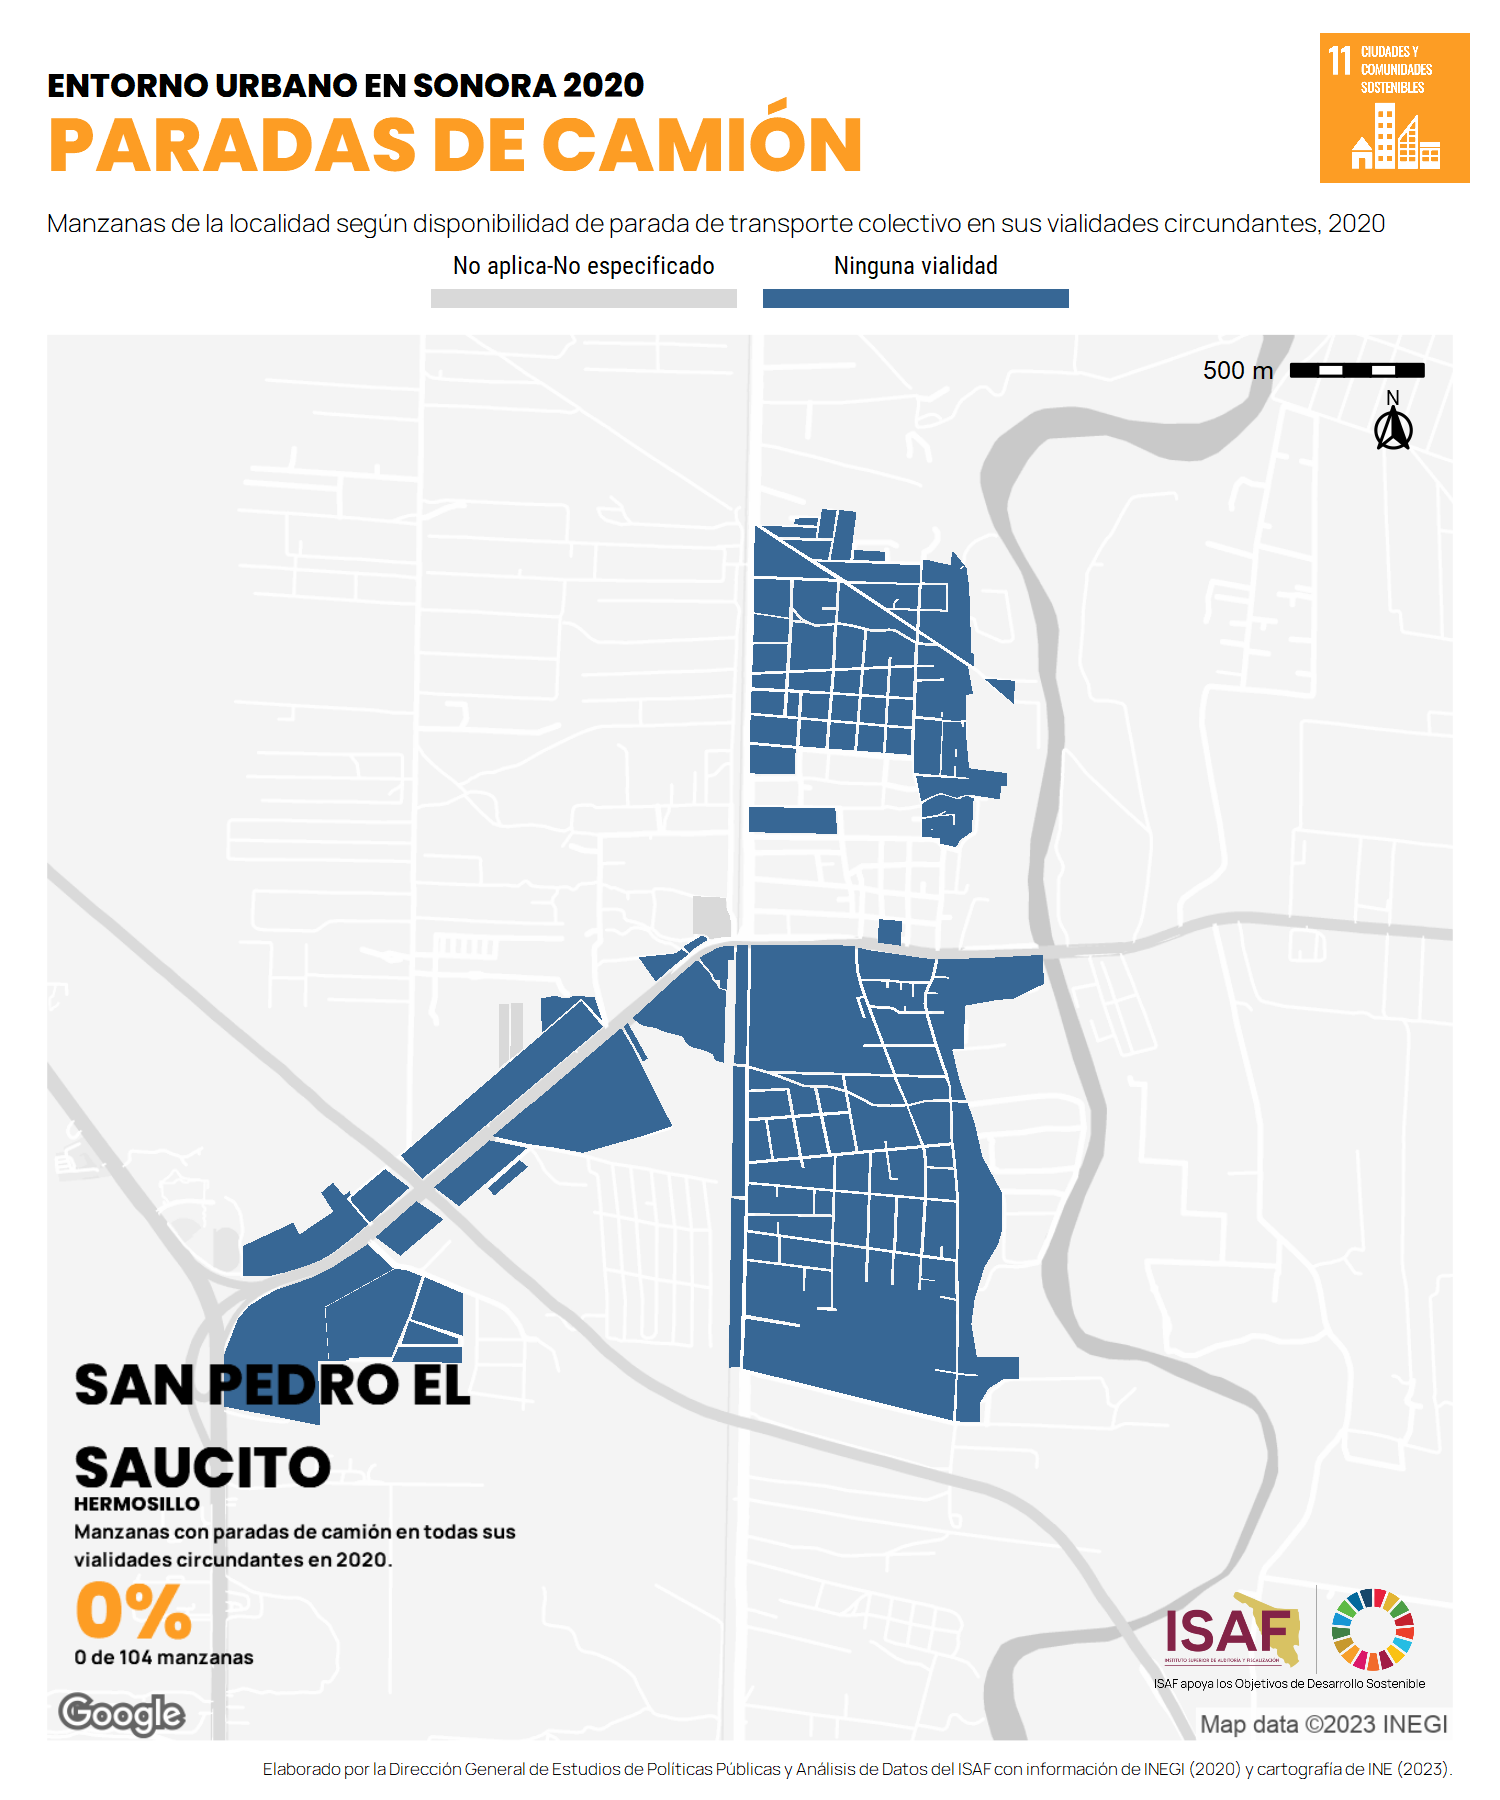 ENTORNO URBANO EN SONORA 2020
PARADAS DE CAMIÓN
11 CIUDADES Y
COMUNIDADES
SOSTENIBLES
Manzanas de la localidad según disponibilidad de parada de transporte colectivo en sus vialidades circundantes, 2020
No aplica-No especificado
Ninguna vialidad
500 m
N
SAN PEDRO EL
SAUCITO
HERMOSILLO
Manzanas con paradas de camión en todas sus
vialidades circundantes en 2020.
0%
0 de 104 manzanas
ISAF
INSTITUTO SUPERIOR DE AUDITORÍA Y FISCALIZACIÓN
ISAF apoya los Objetivos de Desarrollo Sostenible
Google
Map data ©2023 INEGI
Elaborado por la Dirección General de Estudios de Políticas Públicas y Análisis de Datos del ISAF con información de INEGI (2020) y cartografía de INE (2023).